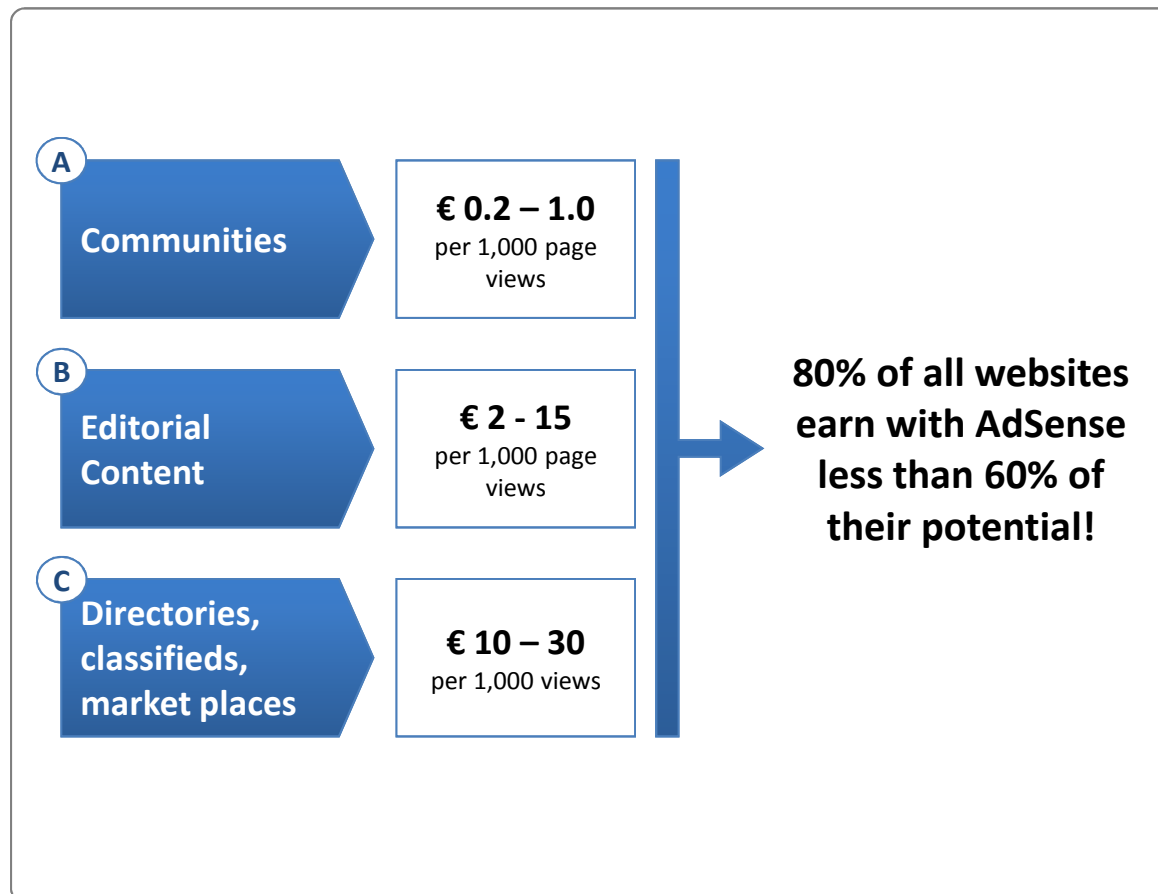 A
Communities
€ 0.2 – 1.0
per 1,000 page
views
B
Editorial
Content
€ 2 - 15
per 1,000 page
views
C
Directories,
classifieds,
market places
€ 10 – 30
per 1,000 views
80% of all websites
earn with AdSense
less than 60% of
their potential!